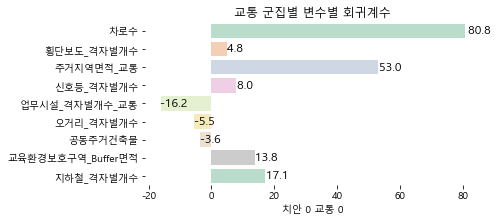 교통 군집별 변수별 회귀계수
차로수 80.8
횡단보도_격자별개수 4.8
주거지역면적_교통 53.0
신호등_격자별개수 8.0
업무시설_격자별개수_교통 -16.2
오거리_격자별개수 -5.5
공동주거건축물 -3.6
교육환경보호구역_Buffer면적 13.8
지하철_격자별개수 17.1
-20 0 20 40 60 80
치안 0 교통 0